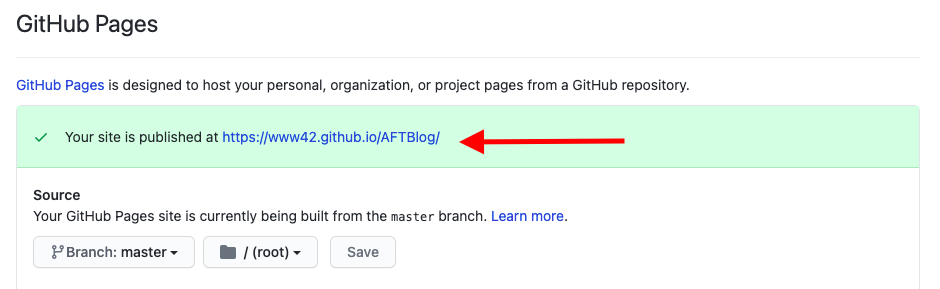 GitHub Pages
GitHub Pages is designed to host your personal, organization, or project pages from a GitHub repository.
Your site is published at https://www42.github.io/AFTBlog/
Source
Your GitHub Pages site is currently being built from the master branch. Learn more.
Branch: master / (root) Save